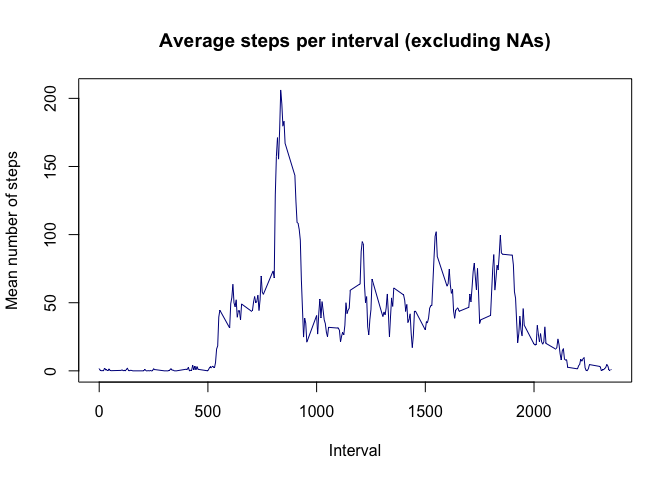 Average steps per interval (excluding NAs)
Mean number of steps
200
150
100
50
0
0 500 1000 1500 2000
Interval